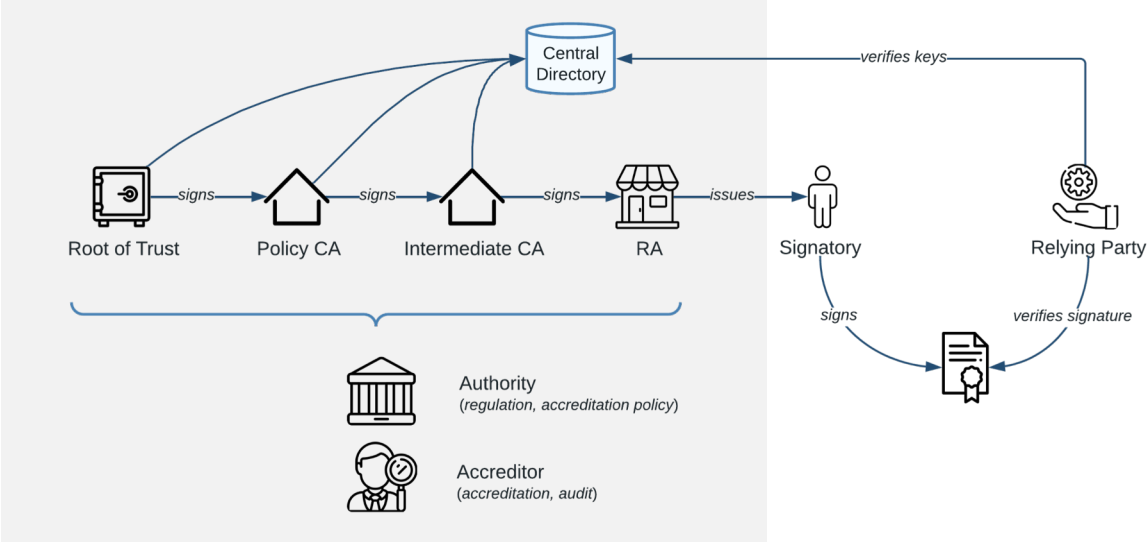 Central
Directory
verifies keys
signs
signs
signs
issues
Root of Trust
Policy CA
Intermediate CA
RA
Signatory
Relying Party
signs
verifies signature
Authority
(regulation, accreditation policy)
Accreditor
(accreditation, audit)